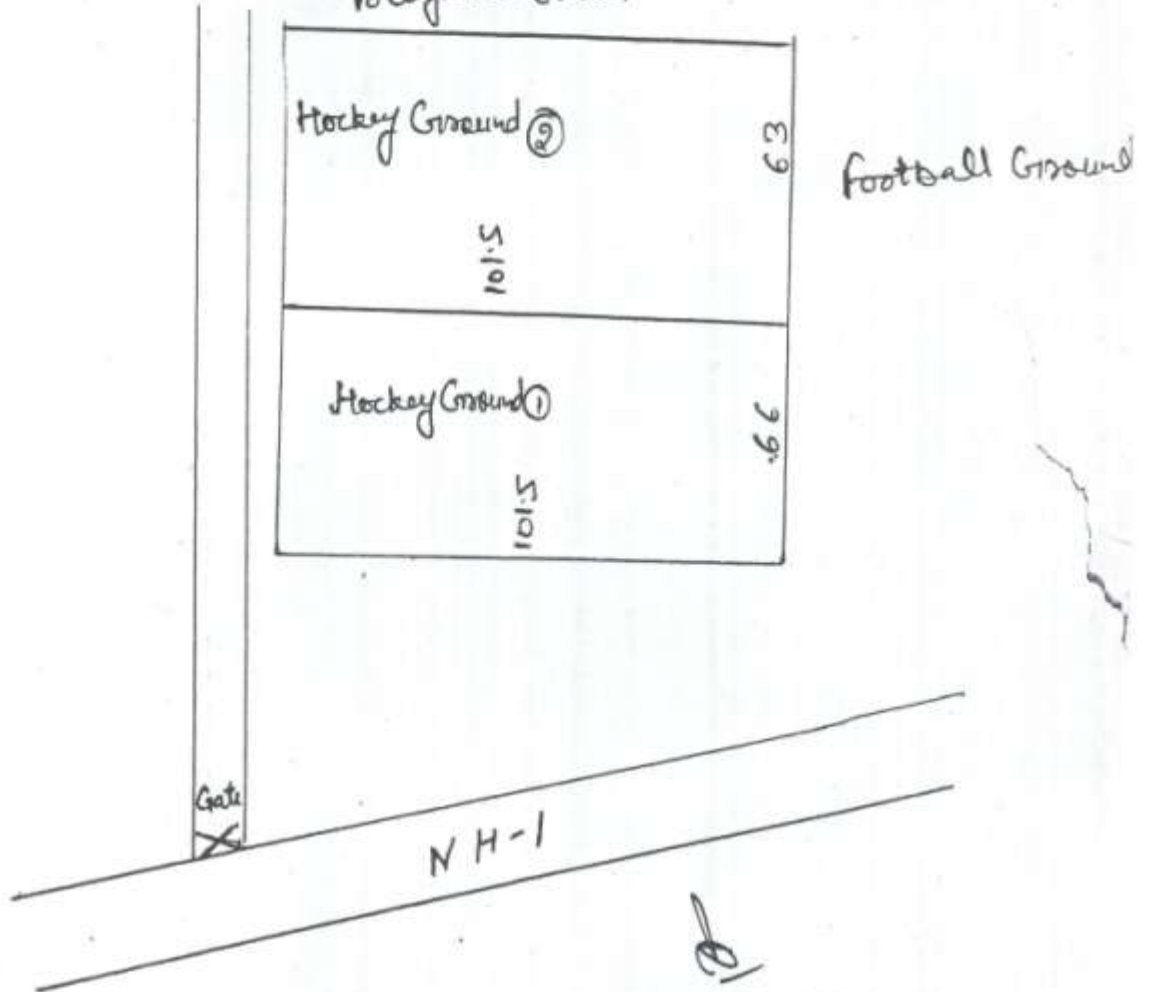 Hockey Ground ②
63
Football Ground
101.5
Hockey Ground ①
.66
101.5
Gate
NH-1